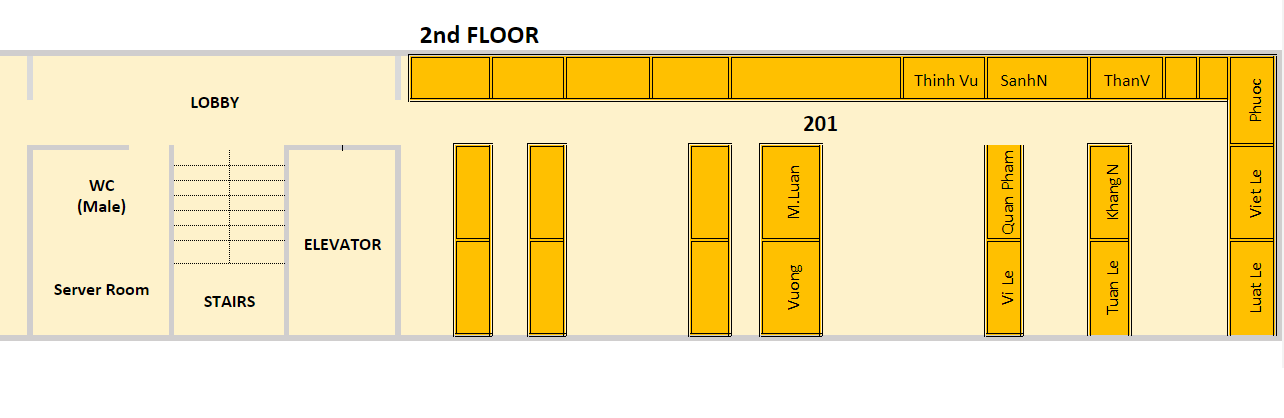 2nd FLOOR
Thinh Vu
SanhN
ThanV
Phuoc
LOBBY
201
WC
(Male)
M.Luan
Quan Pham
Khang N
Viet Le
ELEVATOR
Server Room
STAIRS
Vuong
Vi Le
Tuan Le
Luat Le